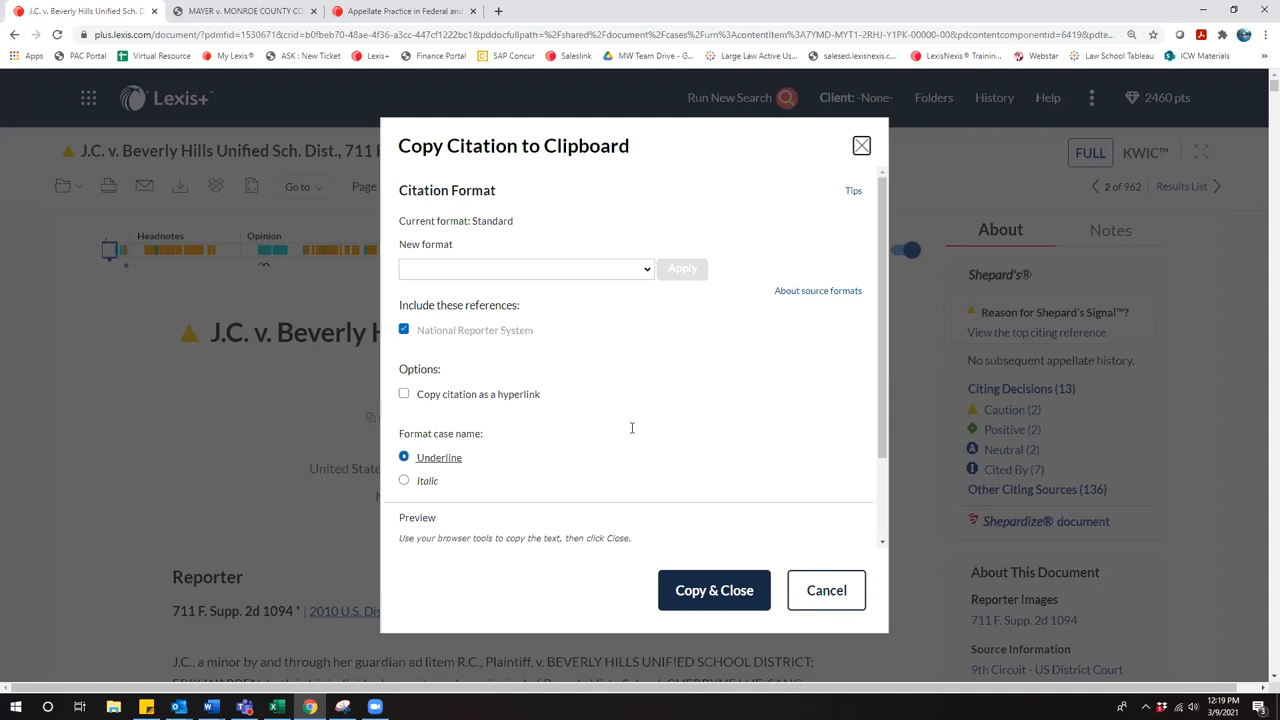 J.C. v. Beverly Hills Unified Sch. D
MAYER v. MONROE COUNTY CO
Appellate Practice in Federal and
plus.lexis.com/document/?pdmfid=1530671&crid=b0fbeb70-48ae-4f36-a3cc-447cf1222bc1&pddocfullpath=%2Fshared%2Fdocument%2Fcases%2Furn%3AcontentItem%3A7YMD-MYT1-2RHJ-Y1PK-00000-00&pdcontentcomponentid=6419&pdte...
Apps PAC Portal Virtual Source My Lexis® ASK : New Ticket Lexis+ Finance Portal SAP Concur Saleslink MW Team Drive - G... Large Law Active Us... salesed.lexisnexis.c... LexisNexis® Trainin... Webstar Law School Tableau ICW Materials
Lexis+™ Run New Search Client: -None- Folders History Help 2460 pts
J.C. v. Beverly Hills Unified Sch. Dist., 711 F
FULL KWIC™
Go to Page
2 of 962 Results List
Headnotes Opinion
J.C. v. Beverly H
United State
Reporter
711 F. Supp. 2d 1094 * | 2010 U.S. Dis
J.C., a minor by and through her guardian ad litem R.C., Plaintiff, v. BEVERLY HILLS UNIFIED SCHOOL DISTRICT;
Copy Citation to Clipboard
Citation Format
Tips
Current format: Standard
New format
Apply
About source formats
Include these references:
National Reporter System
Options:
Copy citation as a hyperlink
Format case name:
Underline
Italic
Preview
Use your browser tools to copy the text, then click Close.
Copy & Close Cancel
About Notes
Shepard's®
Reason for Shepard's Signal™?
View the top citing reference
No subsequent appellate history.
Citing Decisions (13)
Caution (2)
Positive (2)
Neutral (2)
Cited By (7)
Other Citing Sources (136)
Shepardize® document
About This Document
Reporter Images
711 F. Supp. 2d 1094
Source Information
9th Circuit - US District Court
12:19 PM
3/9/2021